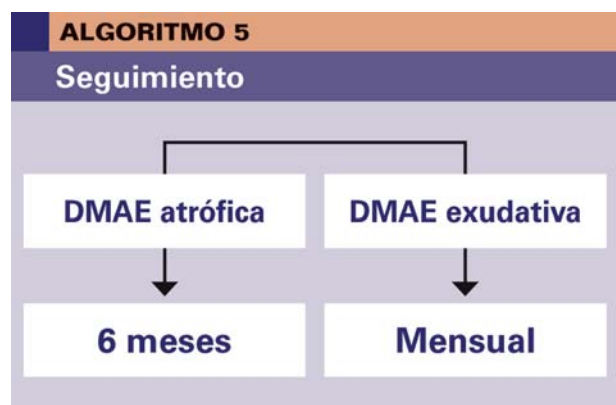 ALGORITMO 5
Seguimiento
DMAE atrófica
DMAE exudativa
6 meses
Mensual